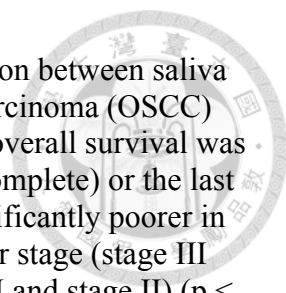 on between saliva
rcinoma (OSCC)
overall survival was
omplete) or the last
ificantly poorer in
r stage (stage III
I and stage II) (p <